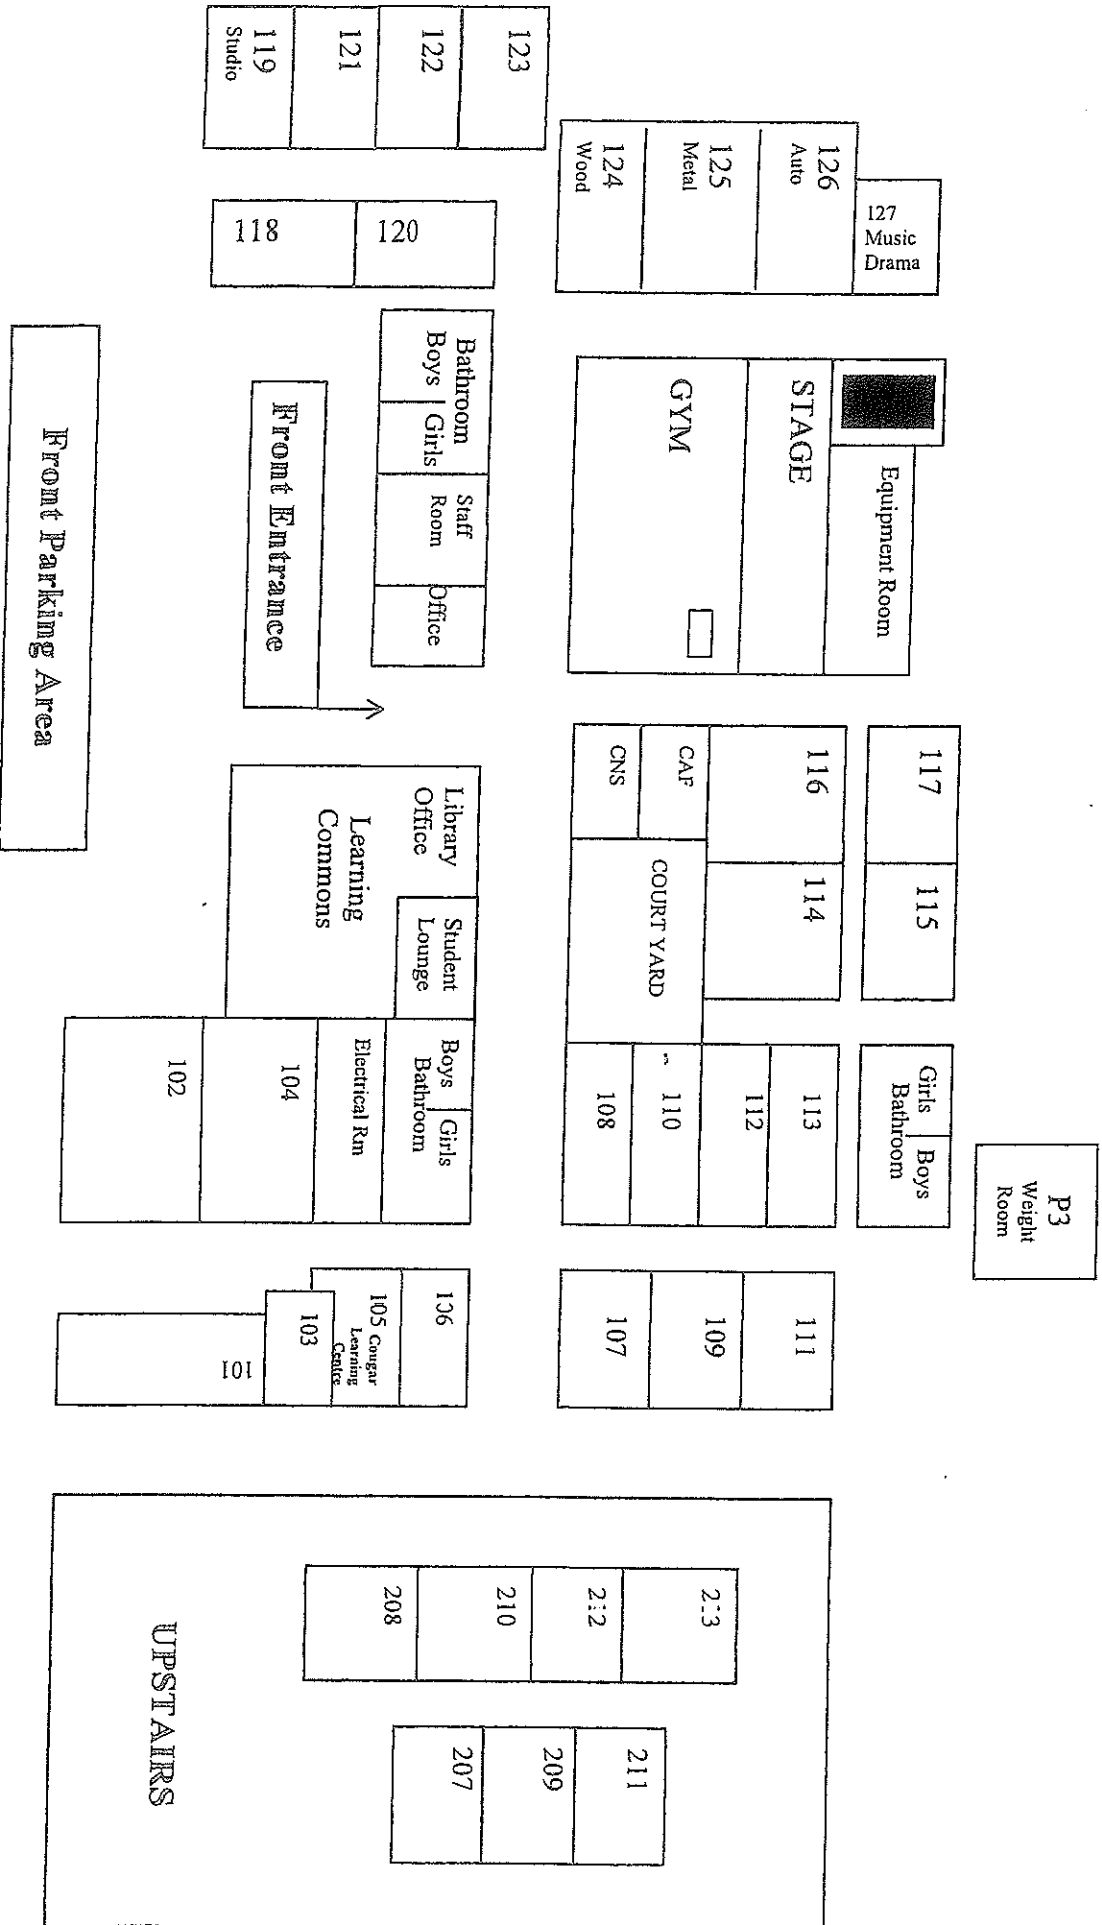 123
122
121
119
Studio
126
Auto
125
Metal
124
Wood
127
Music
Drama
120
118
Bathroom
Boys
Girls
Staff
Room
Office
Front Entrance
Front Parking Area
STAGE
GYM
Equipment Room
117
115
116
114
CAF
CNS
COURT YARD
Library
Office
Learning
Commons
Student
Lounge
Boys
Girls
Bathroom
Electrical Rm
104
102
113
112
110
108
Girls
Boys
Bathroom
P3
Weight
Room
106
105 Cougar
Learning
Centre
103
101
111
109
107
213
212
210
208
211
209
207
UPSTAIRS